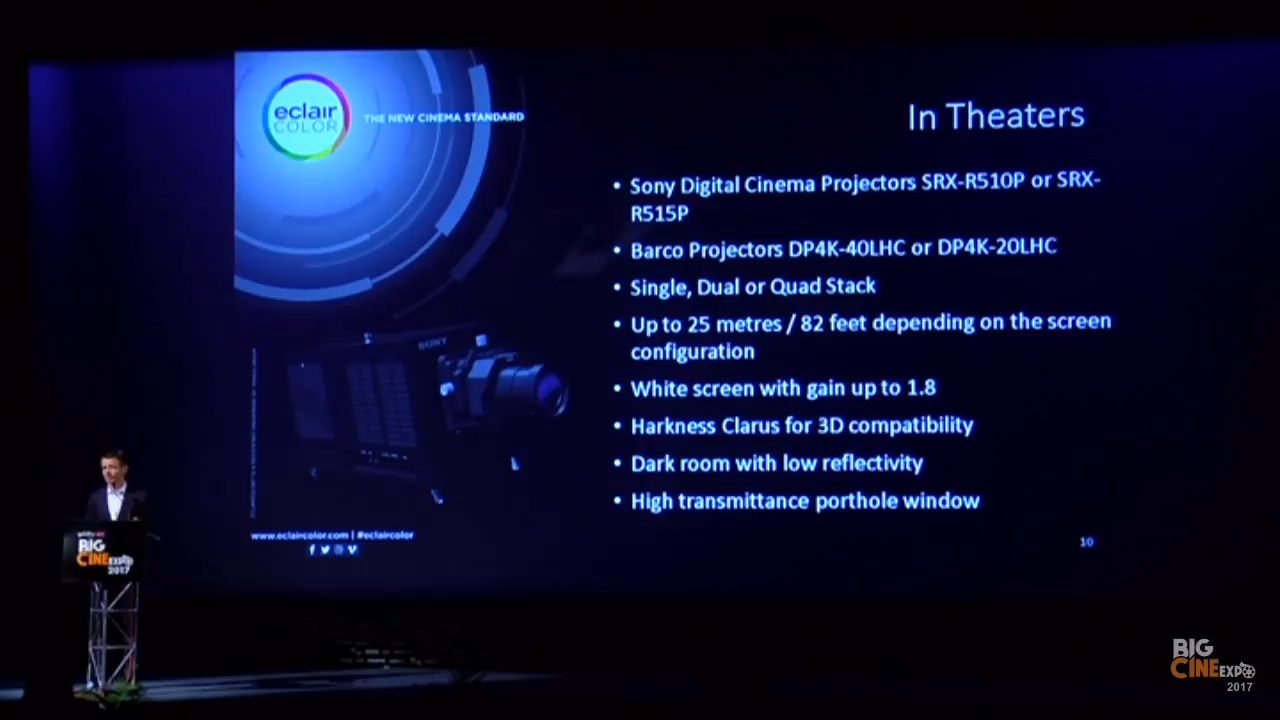 eclair
COLOR
THE NEW CINEMA STANDARD
In Theaters
• Sony Digital Cinema Projectors SRX-R510P or SRX-
R515P
• Barco Projectors DP4K-40LHC or DP4K-20LHC
• Single, Dual or Quad Stack
• Up to 25 metres / 82 feet depending on the screen
configuration
• White screen with gain up to 1.8
• Harkness Clarus for 3D compatibility
• Dark room with low reflectivity
• High transmittance porthole window
SONY
www.eclaircolor.com | #eclaircolor
10
BIG
CINE EXPO
2017
BIG
CINE EXPO
2017